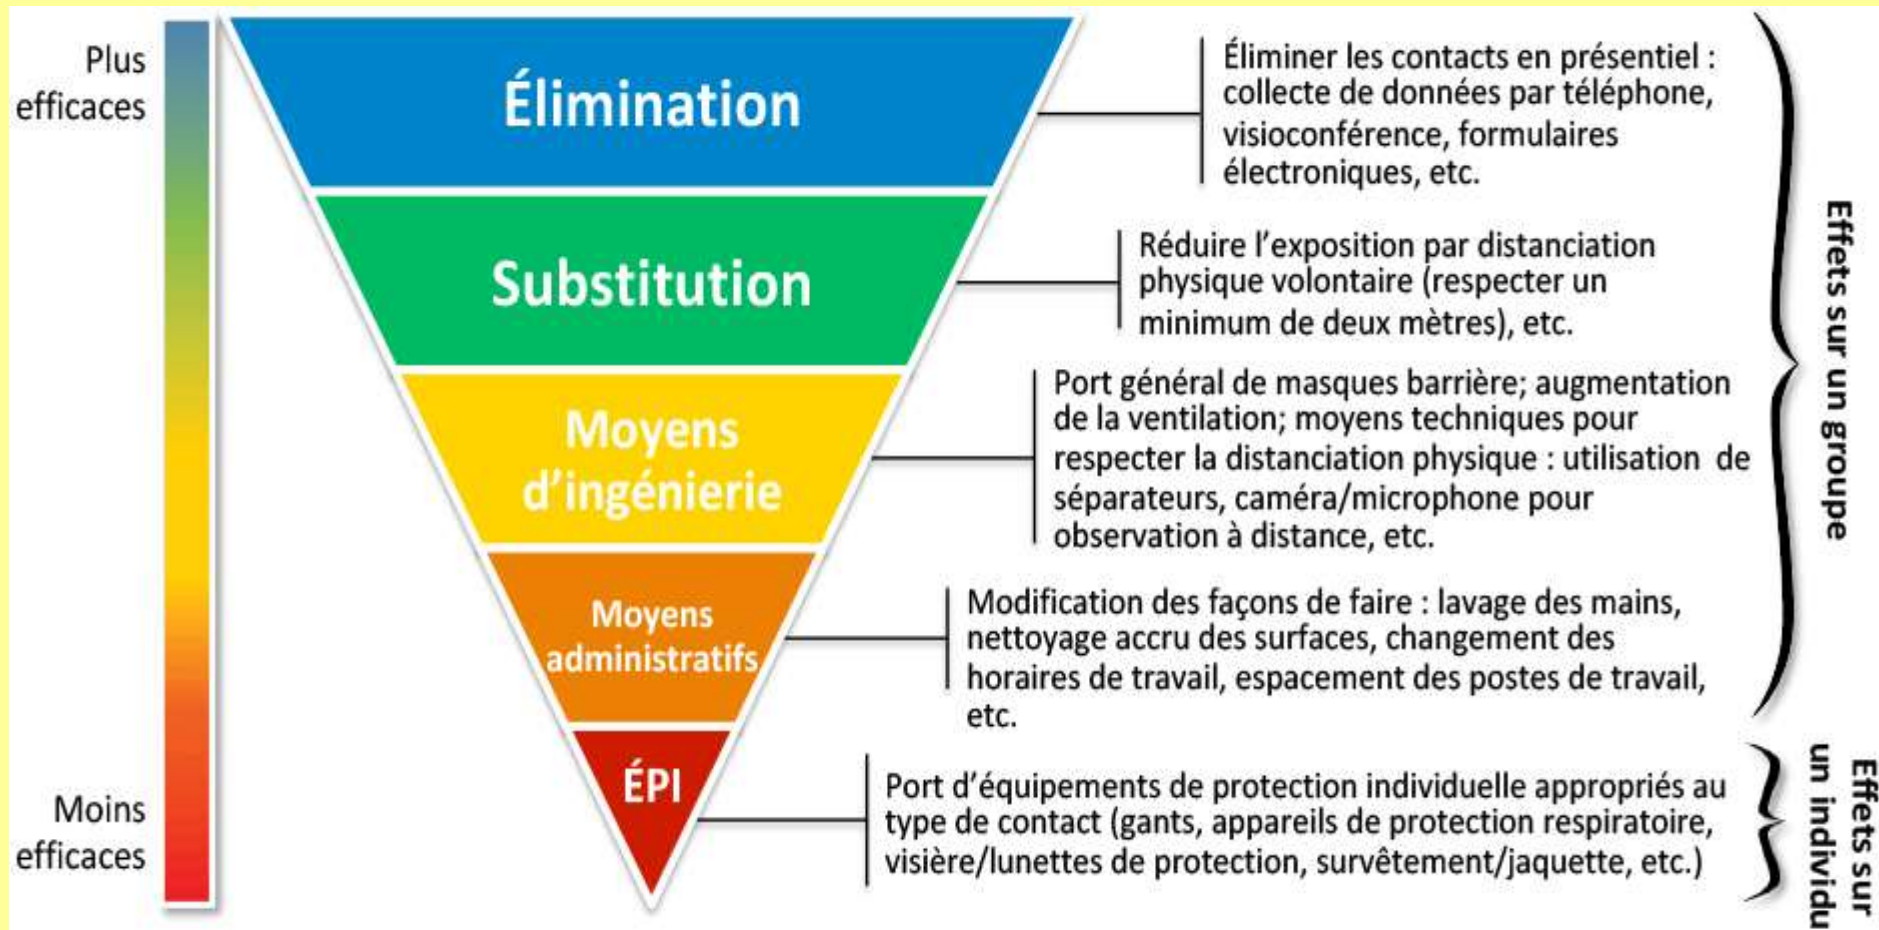 Plus
efficaces
Élimination
Éliminer les contacts en présentiel :
collecte de données par téléphone,
visioconférence, formulaires
électroniques, etc.
Substitution
Réduire l'exposition par distanciation
physique volontaire (respecter un
minimum de deux mètres), etc.
Moyens
d'ingénierie
Port général de masques barrière; augmentation
de la ventilation; moyens techniques pour
respecter la distanciation physique : utilisation de
séparateurs, caméra/microphone pour
observation à distance, etc.
Moyens
administratifs
Modification des façons de faire : lavage des mains,
nettoyage accru des surfaces, changement des
horaires de travail, espacement des postes de travail,
etc.
Effets sur un groupe
ÉPI
Moins
efficaces
Port d'équipements de protection individuelle appropriés au
type de contact (gants, appareils de protection respiratoire,
visière/lunettes de protection, survêtement/jaquette, etc.)
Effets sur
un individu